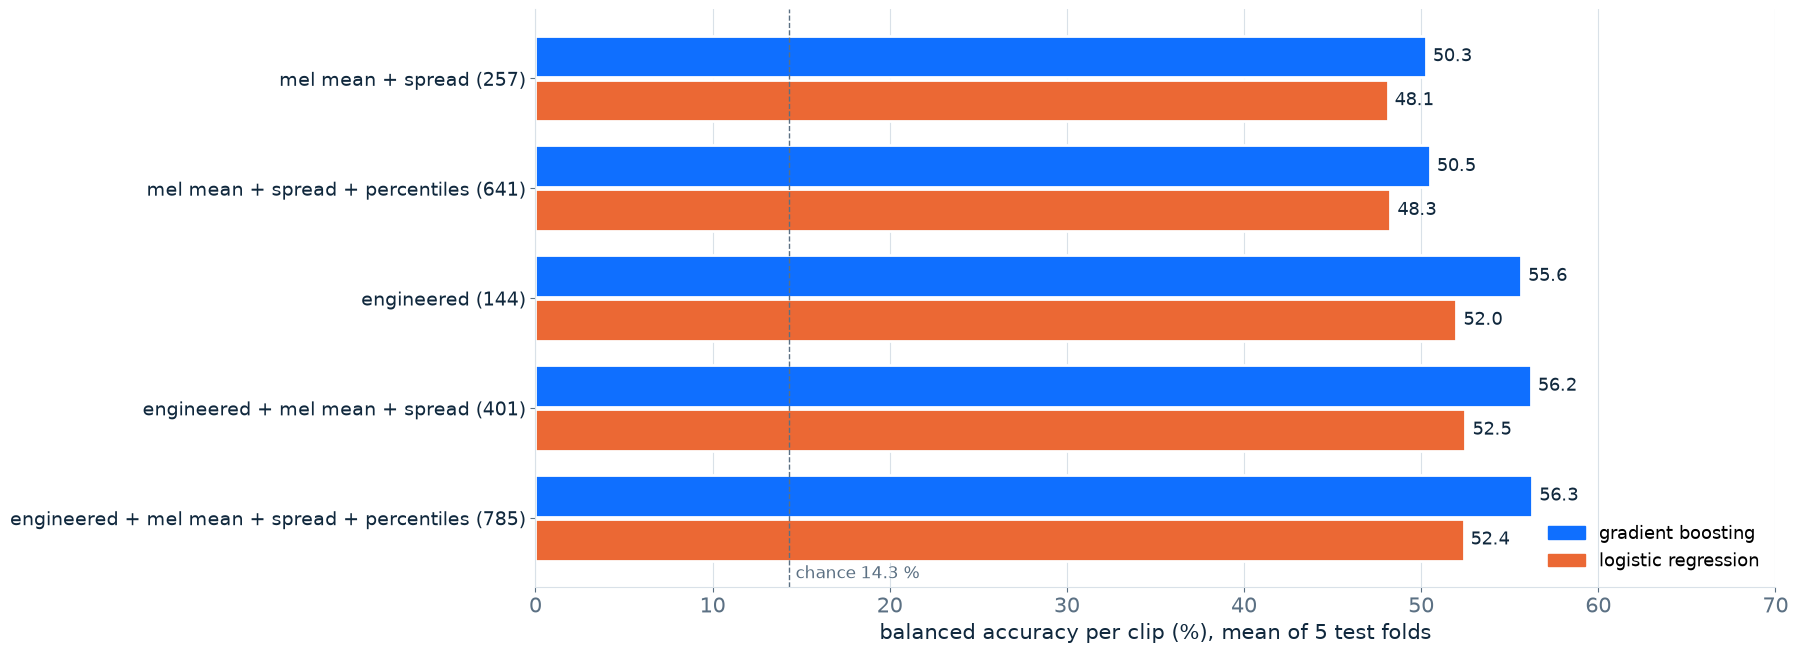 mel mean + spread (257)
50.3
48.1
mel mean + spread + percentiles (641)
50.5
48.3
engineered (144)
55.6
52.0
engineered + mel mean + spread (401)
56.2
52.5
engineered + mel mean + spread + percentiles (785)
56.3
52.4
gradient boosting
logistic regression
chance 14.3 %
0 10 20 30 40 50 60 70
balanced accuracy per clip (%), mean of 5 test folds